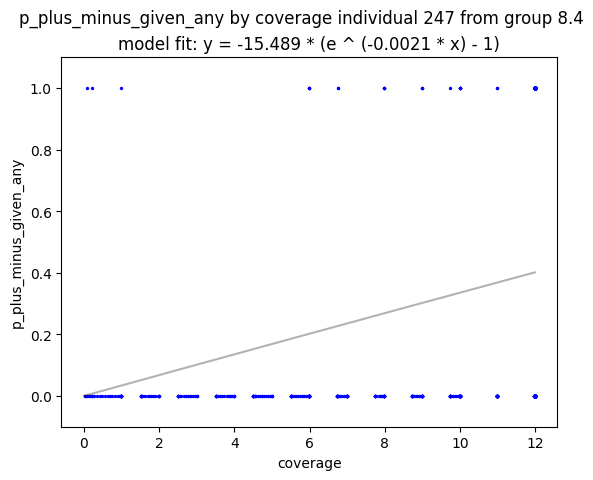 p_plus_minus_given_any by coverage individual 247 from group 8.4
model fit: y = -15.489 * (e ^ (-0.0021 * x) - 1)
1.0
0.8
0.6
0.4
0.2
0.0
p_plus_minus_given_any
0 2 4 6 8 10 12
coverage